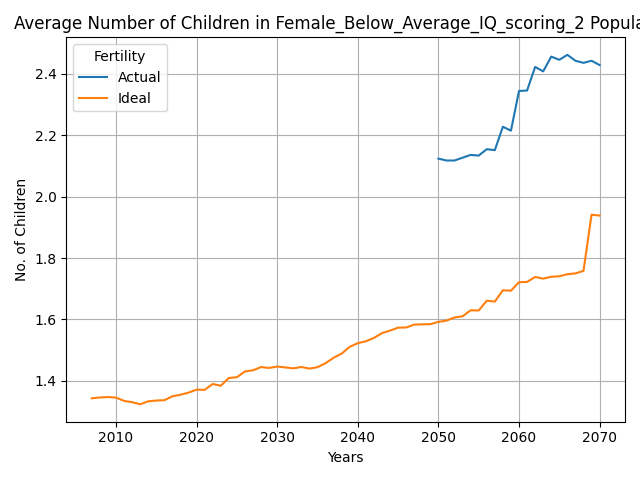 Average Number of Children in Female_Below_Average_IQ_scoring_2 Popula
Fertility
Actual
Ideal
No. of Children
2.4
2.2
2.0
1.8
1.6
1.4
2010 2020 2030 2040 2050 2060 2070
Years